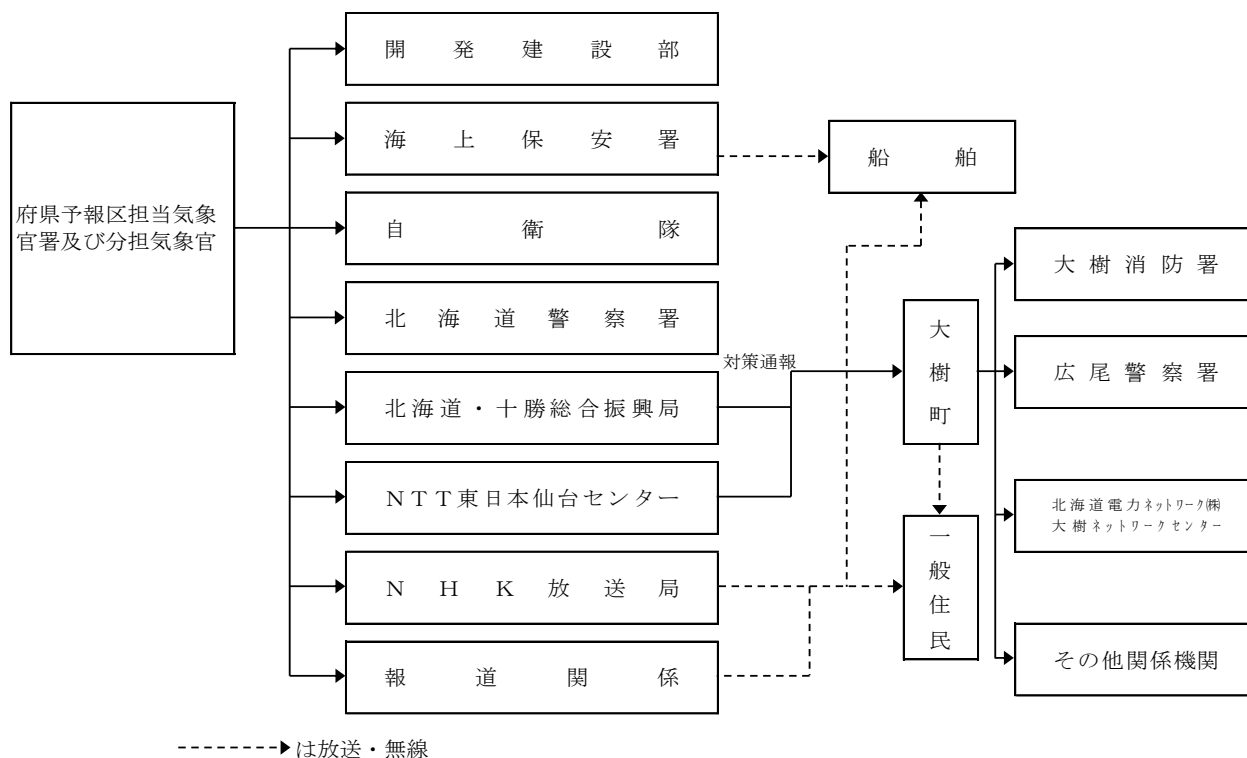 開発建設部
海上保安署
船舶
府県予報区担当気象
官署及び分担気象官
自衛隊
大樹消防署
北海道警察署
大樹町
対策通報
広尾警察署
北海道・十勝総合振興局
NTT東日本仙台センター
北海道電力ネットワーク㈱
大樹ネットワークセンター
一般住民
NHK放送局
その他関係機関
報道関係
は放送・無線